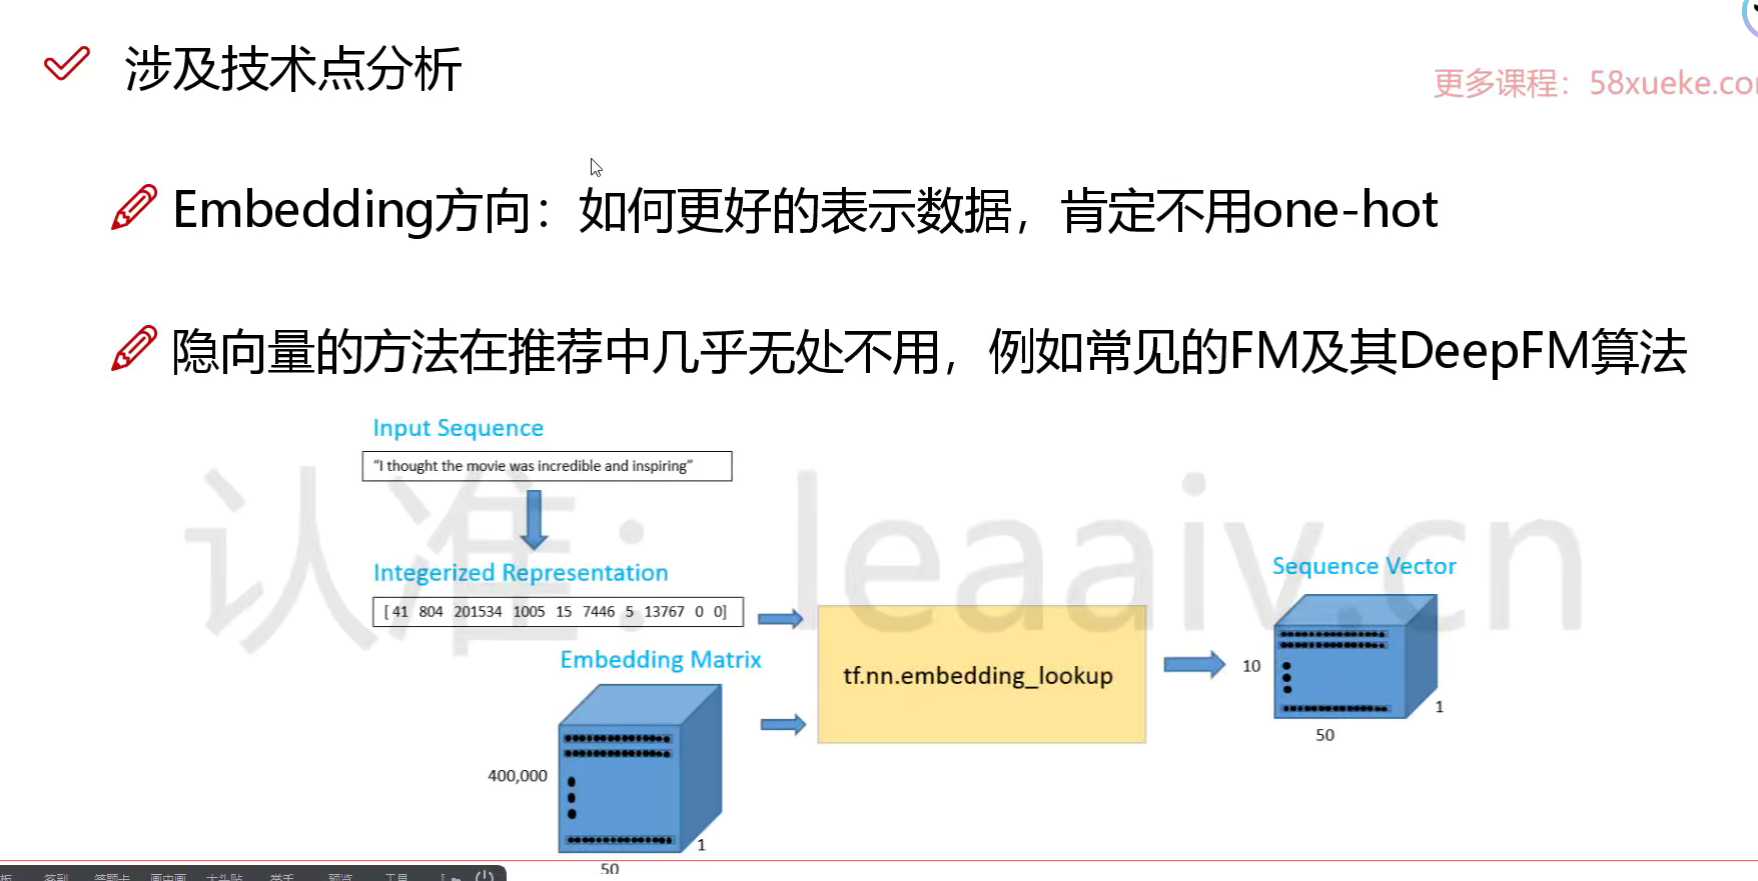 涉及技术点分析
更多课程：58xueke.co
Embedding方向：如何更好的表示数据，肯定不用one-hot
隐向量的方法在推荐中几乎无处不用，例如常见的FM及其DeepFM算法
Input Sequence
“I thought the movie was incredible and inspiring”
认准：leaaiv.cn
Integerized Representation
[ 41 804 201534 1005 15 7446 5 13767 0 0]
Embedding Matrix
400,000
1
50
tf.nn.embedding_lookup
Sequence Vector
10
1
50